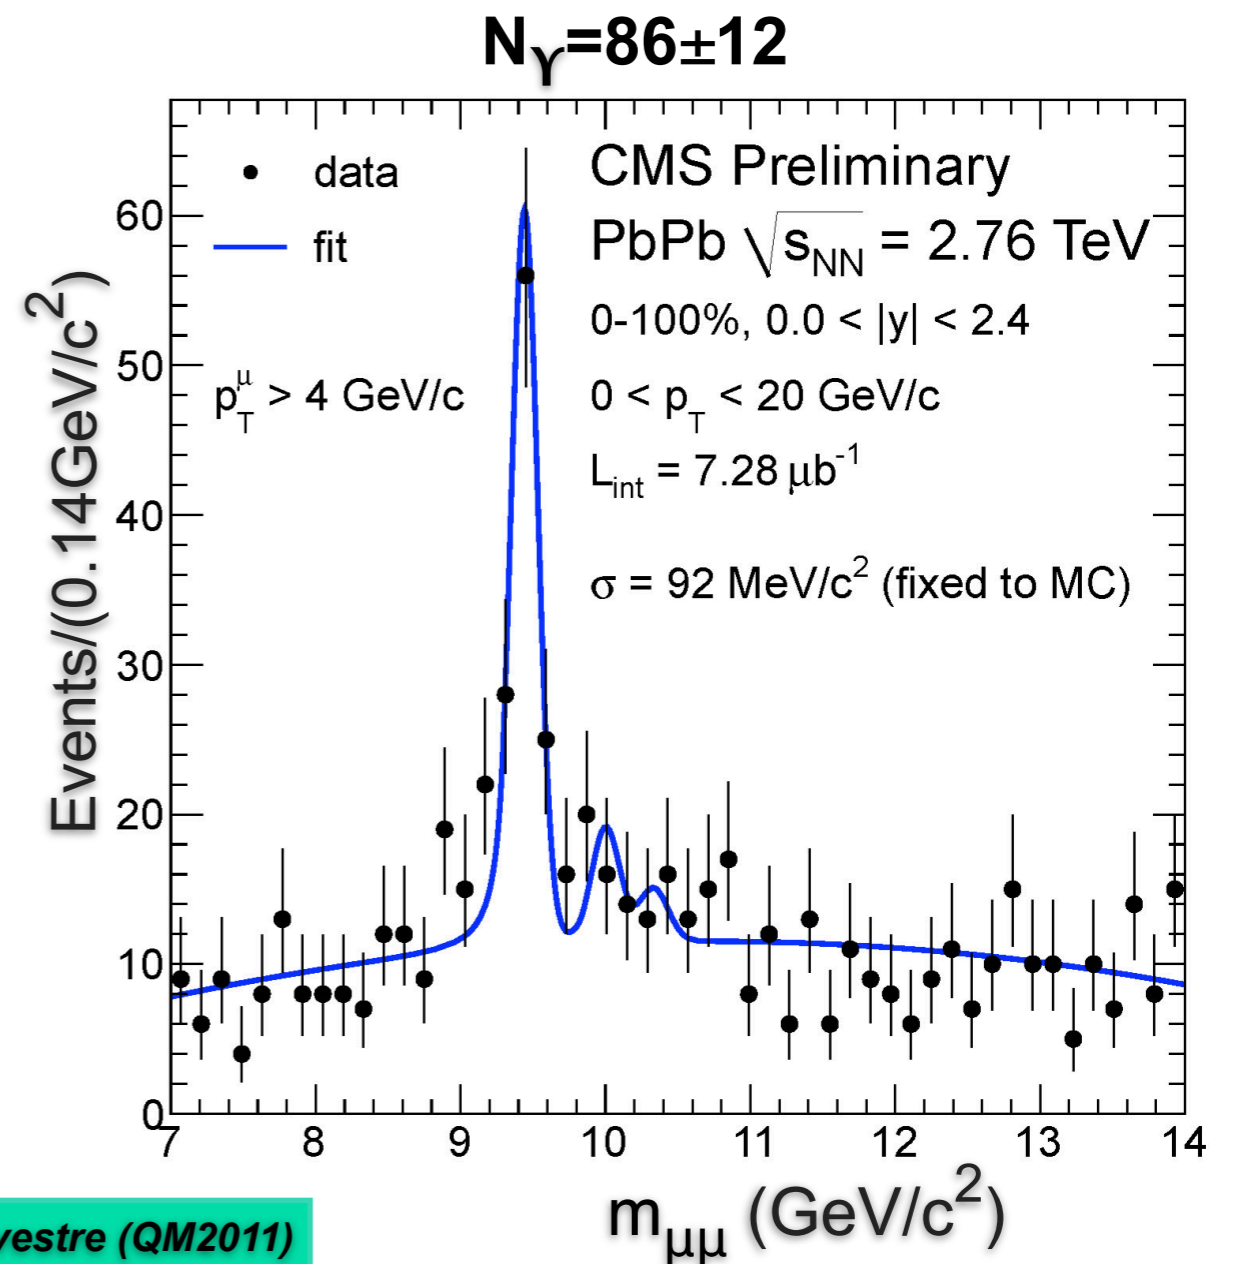 Nϒ=86±12
data
fit
CMS Preliminary
PbPb √sNN = 2.76 TeV
0-100%, 0.0 < |y| < 2.4
pTμ > 4 GeV/c
0 < pT < 20 GeV/c
Lint = 7.28 μb-1
σ = 92 MeV/c2 (fixed to MC)
Events/(0.14GeV/c2)
60
50
40
30
20
10
0
7 8 9 10 11 12 13 14
mμμ (GeV/c2)
(QM2011)